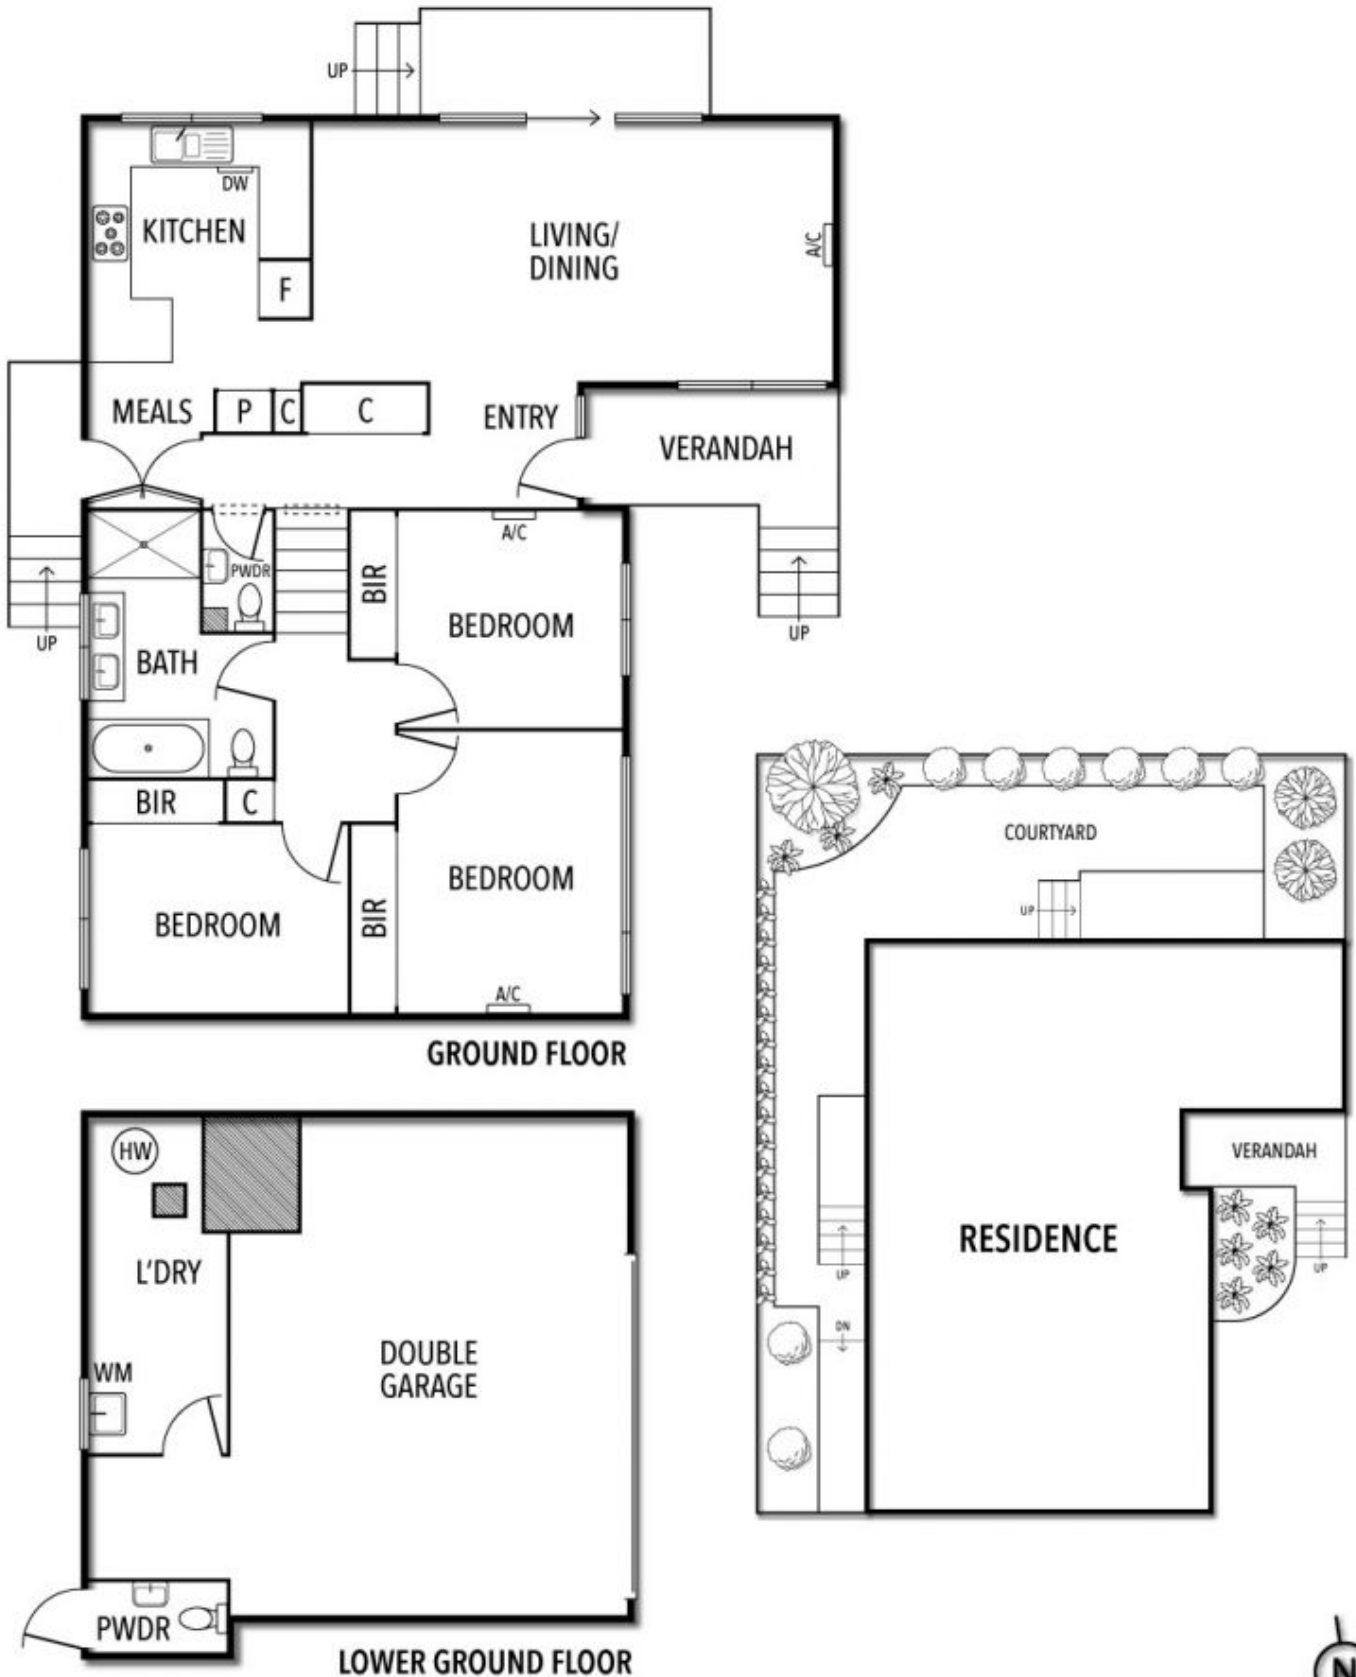 UP
DW
KITCHEN
LIVING/
DINING
A/C
F
MEALS
P
C
C
ENTRY
VERANDAH
A/C
PWDR
BIR
BEDROOM
UP
UP
BATH
BIR
C
BEDROOM
BIR
BEDROOM
A/C
GROUND FLOOR
HW
L'DRY
WM
DOUBLE
GARAGE
PWDR
LOWER GROUND FLOOR
COURTYARD
UP
VERANDAH
RESIDENCE
UP
UP
DN
N